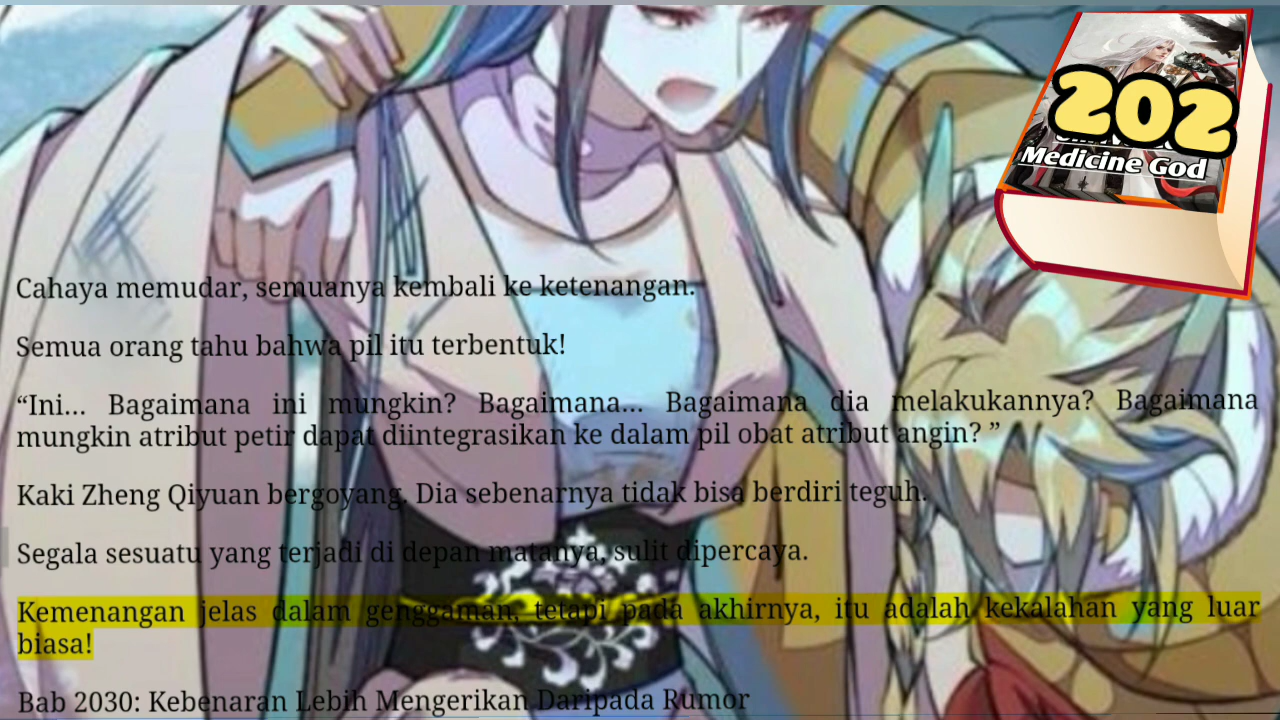 202
Medicine God
Cahaya memudar, semuanya kembali ke ketenangan.
Semua orang tahu bahwa pil itu terbentuk!
“Ini... Bagaimana ini mungkin? Bagaimana... Bagaimana dia melakukannya? Bagaimana
mungkin atribut petir dapat diintegrasikan ke dalam pil obat atribut angin? ”
Kaki Zheng Qiyuan bergoyang. Dia sebenarnya tidak bisa berdiri teguh.
Segala sesuatu yang terjadi di depan matanya, sulit dipercaya.
Kemenangan jelas dalam genggaman, tetapi pada akhirnya, itu adalah kekalahan yang luar
biasa!
Bab 2030: Kebenaran Lebih Mengerikan Daripada Rumor